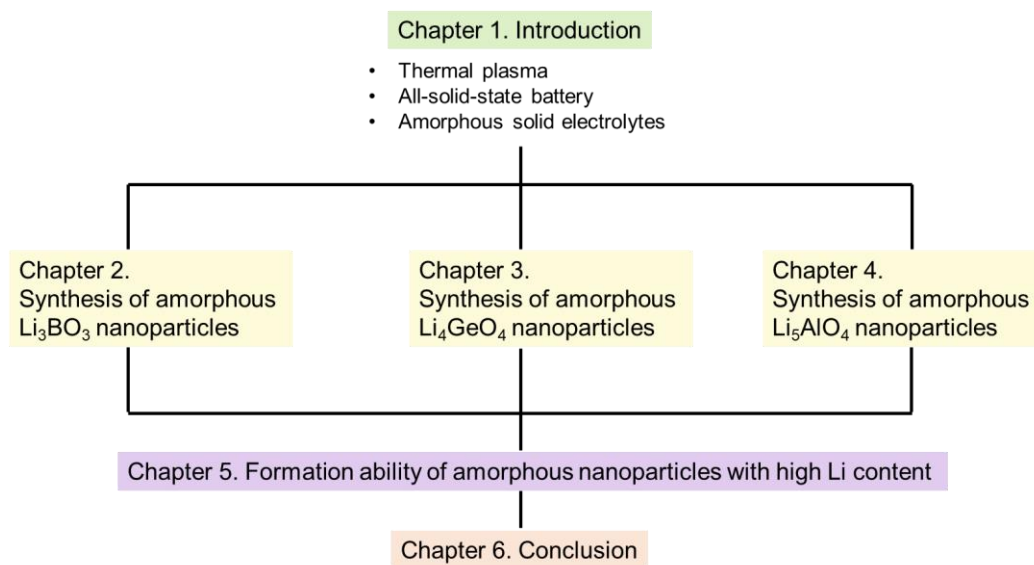 Chapter 1. Introduction
• Thermal plasma
• All-solid-state battery
• Amorphous solid electrolytes
Chapter 2.
Synthesis of amorphous
Li₃BO₃ nanoparticles
Chapter 3.
Synthesis of amorphous
Li₄GeO₄ nanoparticles
Chapter 4.
Synthesis of amorphous
Li₅AlO₄ nanoparticles
Chapter 5. Formation ability of amorphous nanoparticles with high Li content
Chapter 6. Conclusion